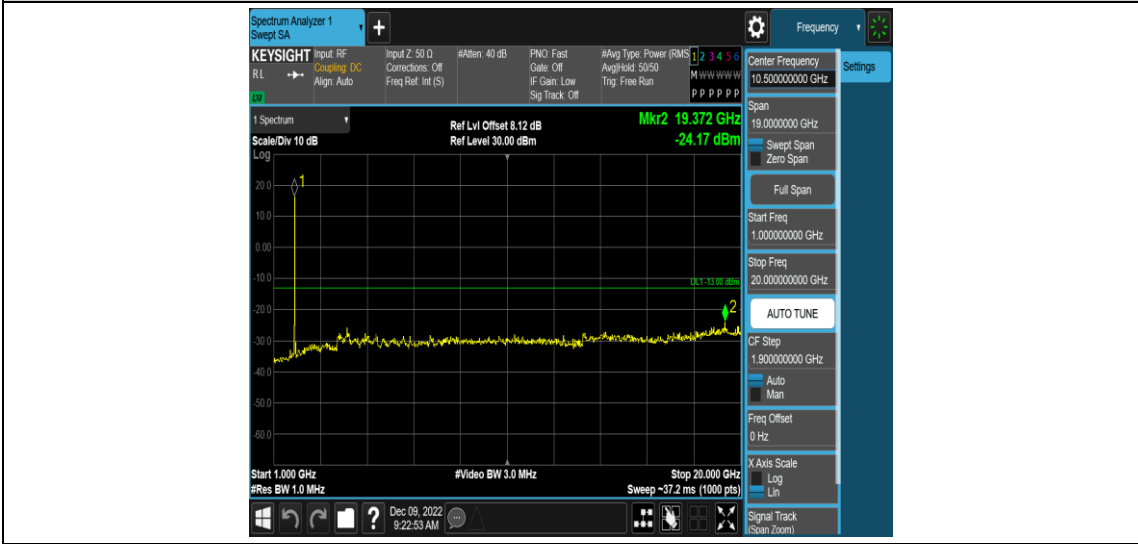 Spectrum Analyzer 1
Swept SA
+
Frequency
KEYSIGHT
RL
Input: RF
Coupling: DC
Align: Auto
Input Z: 50 Ω
Corrections: Off
Freq Ref: Int (S)
#Atten: 40 dB
PNO: Fast
Gate: Off
IF Gain: Low
Sig Track: Off
#Avg Type: Power (RMS
Avg|Hold: 50/50
Trig: Free Run
1 2 3 4 5 6
M W W W W W
P P P P P P
1 Spectrum
Scale/Div 10 dB
Log
Ref Lvl Offset 8.12 dB
Ref Level 30.00 dBm
Mkr2 19.372 GHz
-24.17 dBm
20.0
10.0
0.00
-10.0
-20.0
-30.0
-40.0
-50.0
-60.0
1
DL1 -13.00 dBm
2
Start 1.000 GHz
#Res BW 1.0 MHz
#Video BW 3.0 MHz
Stop 20.000 GHz
Sweep ~37.2 ms (1000 pts)
?
Dec 09, 2022
9:22:53 AM
Center Frequency
10.500000000 GHz
Settings
Span
19.0000000 GHz
Swept Span
Zero Span
Full Span
Start Freq
1.000000000 GHz
Stop Freq
20.000000000 GHz
AUTO TUNE
CF Step
1.900000000 GHz
Auto
Man
Freq Offset
0 Hz
X Axis Scale
Log
Lin
Signal Track
(Span Zoom)